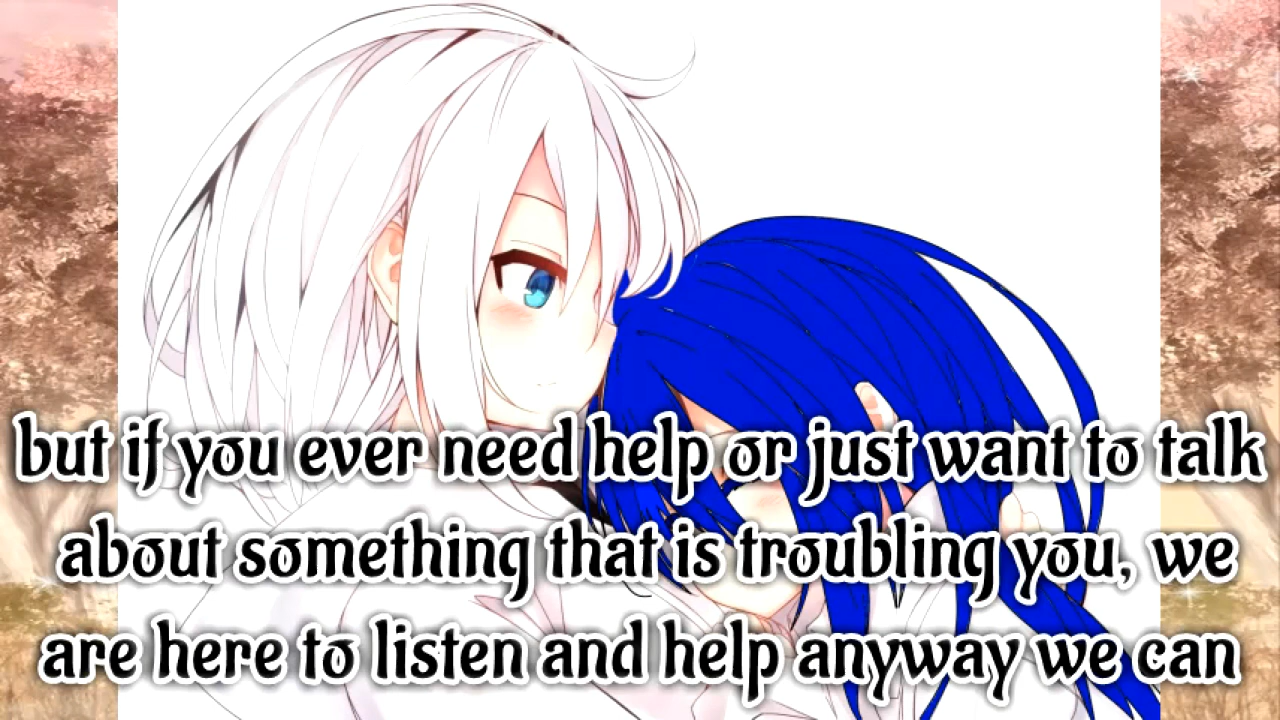 but if you ever need help or just want to talk
about something that is troubling you, we
are here to listen and help anyway we can